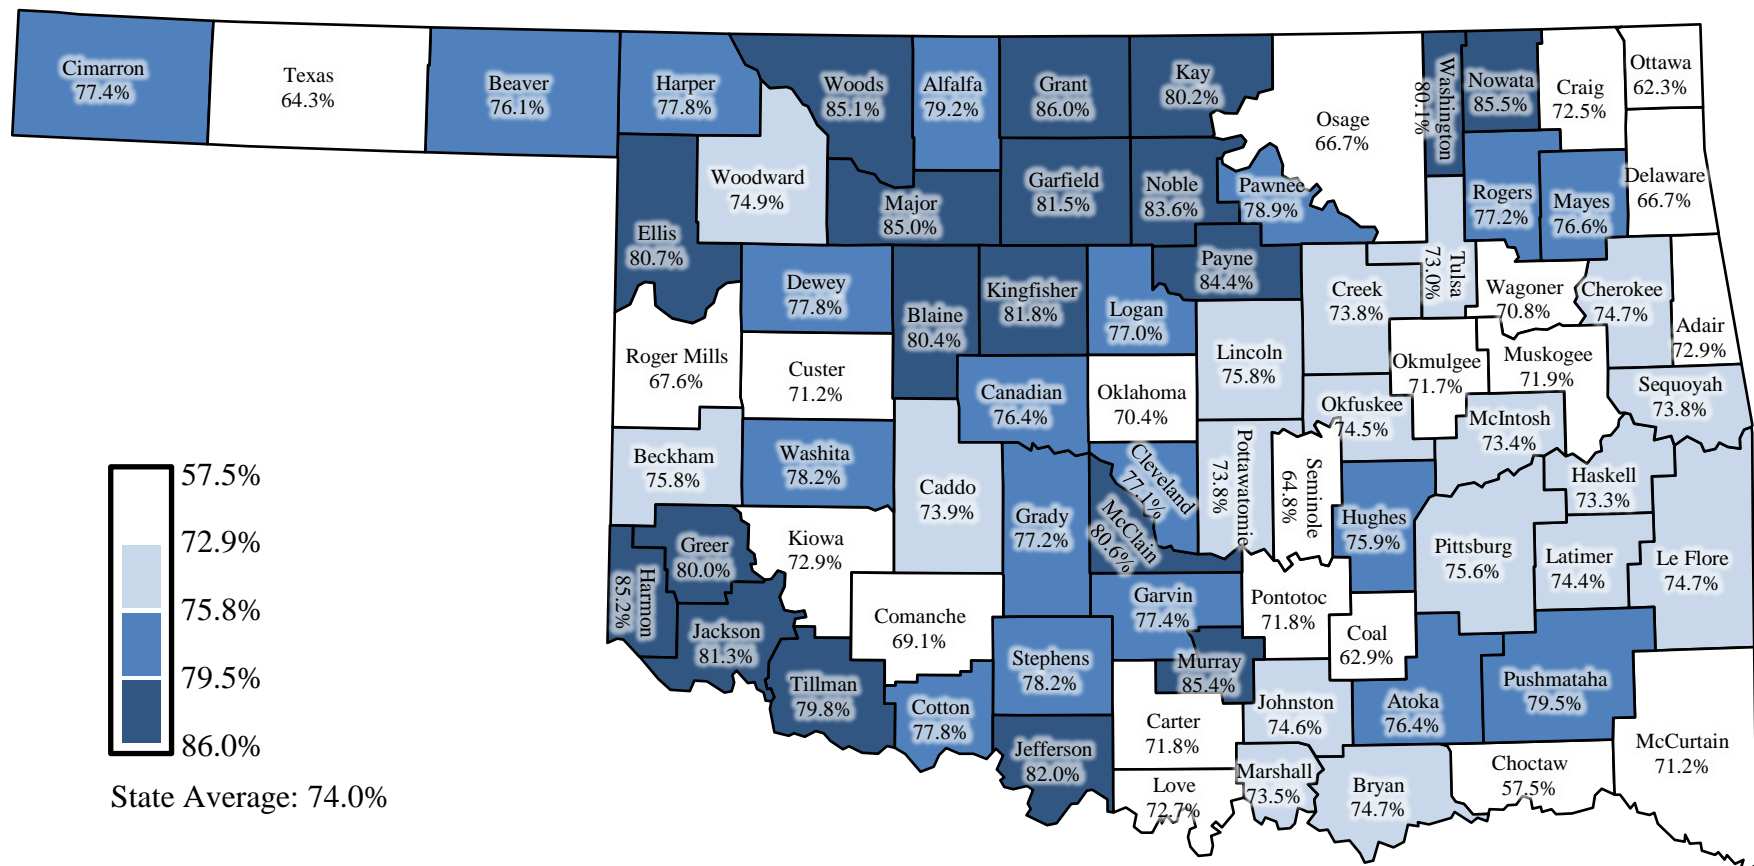 Cimarron
77.4%
Texas
64.3%
Beaver
76.1%
Harper
77.8%
Woods
85.1%
Alfalfa
79.2%
Grant
86.0%
Kay
80.2%
Osage
66.7%
Washington
80.1%
Nowata
85.5%
Craig
72.5%
Ottawa
62.3%
Woodward
74.9%
Major
85.0%
Garfield
81.5%
Noble
83.6%
Pawnee
78.9%
Rogers
77.2%
Mayes
76.6%
Delaware
66.7%
Ellis
80.7%
Dewey
77.8%
Blaine
80.4%
Kingfisher
81.8%
Logan
77.0%
Payne
84.4%
Creek
73.8%
Tulsa
73.0%
Wagoner
70.8%
Cherokee
74.7%
Adair
72.9%
Roger Mills
67.6%
Custer
71.2%
Canadian
76.4%
Oklahoma
70.4%
Lincoln
75.8%
Okmulgee
71.7%
Muskogee
71.9%
Sequoyah
73.8%
Okfuskee
74.5%
McIntosh
73.4%
Beckham
75.8%
Washita
78.2%
Caddo
73.9%
Grady
77.2%
Cleveland
77.1%
McClain
80.6%
Pottawatomie
73.8%
Seminole
64.8%
Hughes
75.9%
Haskell
73.3%
Pittsburg
75.6%
Latimer
74.4%
Le Flore
74.7%
Greer
80.0%
Kiowa
72.9%
Harmon
85.2%
Jackson
81.3%
Comanche
69.1%
Garvin
77.4%
Pontotoc
71.8%
Coal
62.9%
Tillman
79.8%
Cotton
77.8%
Stephens
78.2%
Murray
85.4%
Johnston
74.6%
Atoka
76.4%
Pushmataha
79.5%
Jefferson
82.0%
Carter
71.8%
Love
72.7%
Marshall
73.5%
Bryan
74.7%
Choctaw
57.5%
McCurtain
71.2%
57.5%
72.9%
75.8%
79.5%
86.0%
State Average: 74.0%